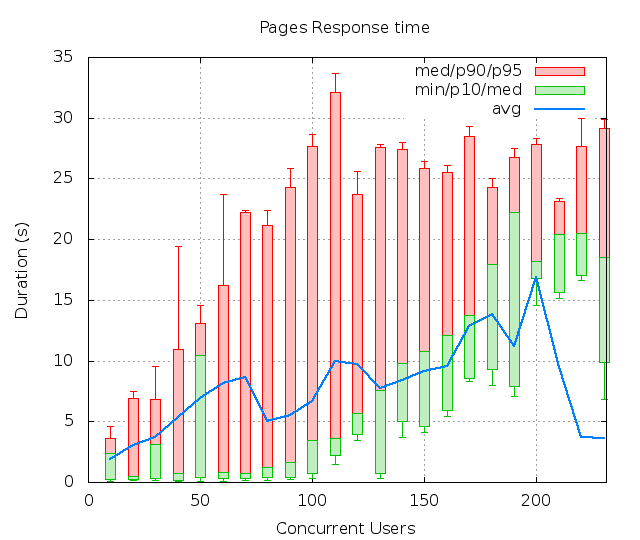 Pages Response time
35
30
25
20
15
10
5
0
Duration (s)
med/p90/p95
min/p10/med
avg
0 50 100 150 200
Concurrent Users